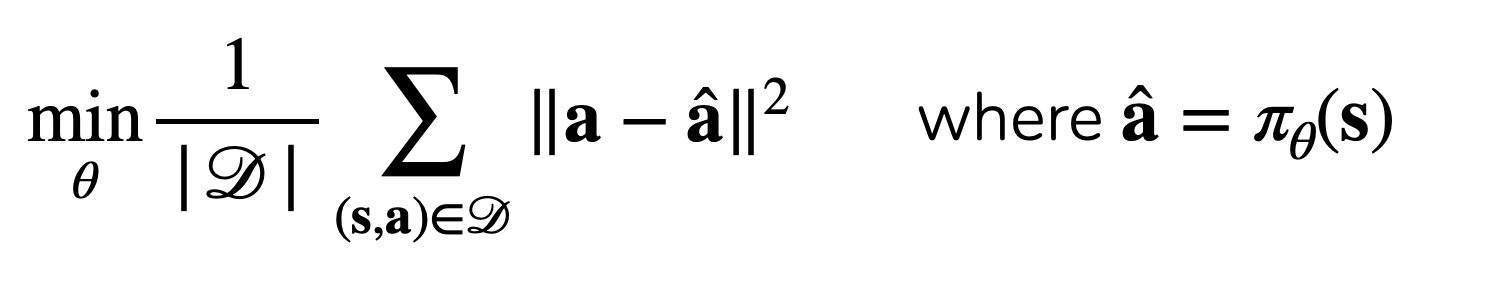 min_θ 1/|𝒟| ∑_(s,a)∈𝒟 ‖a − â‖² where â = π_θ(s)